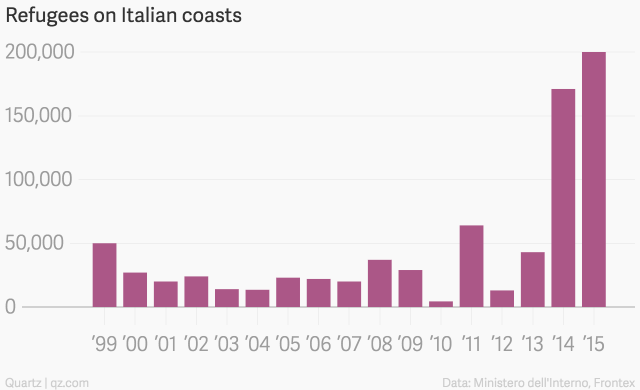 Refugees on Italian coasts
200,000
150,000
100,000
50,000
0
’99 ’00 ’01 ’02 ’03 ’04 ’05 ’06 ’07 ’08 ’09 ’10 ’11 ’12 ’13 ’14 ’15
Quartz | qz.com Data: Ministero dell'Interno, Frontex